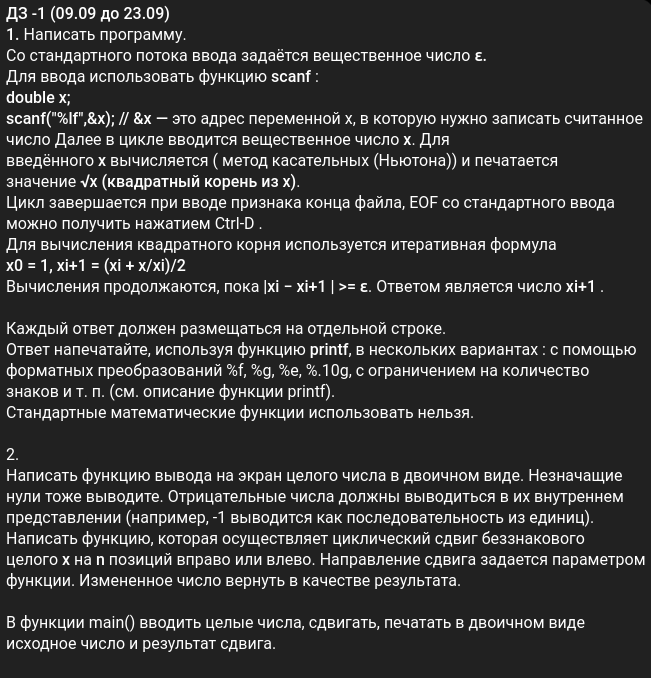 ДЗ -1 (09.09 до 23.09)
1. Написать программу.
Со стандартного потока ввода задаётся вещественное число ε.
Для ввода использовать функцию scanf :
double x;
scanf("%lf",&x); // &x — это адрес переменной x, в которую нужно записать считанное
число Далее в цикле вводится вещественное число x. Для
введённого x вычисляется ( метод касательных (Ньютона)) и печатается
значение √x (квадратный корень из x).
Цикл завершается при вводе признака конца файла, EOF со стандартного ввода
можно получить нажатием Ctrl-D .
Для вычисления квадратного корня используется итеративная формула
x0 = 1, xi+1 = (xi + x/xi)/2
Вычисления продолжаются, пока |xi − xi+1 | >= ε. Ответом является число xi+1 .
Каждый ответ должен размещаться на отдельной строке.
Ответ напечатайте, используя функцию printf, в нескольких вариантах : с помощью
форматных преобразований %f, %g, %e, %.10g, с ограничением на количество
знаков и т. п. (см. описание функции printf).
Стандартные математические функции использовать нельзя.
2.
Написать функцию вывода на экран целого числа в двоичном виде. Незначащие
нули тоже выводите. Отрицательные числа должны выводиться в их внутреннем
представлении (например, -1 выводится как последовательность из единиц).
Написать функцию, которая осуществляет циклический сдвиг беззнакового
целого x на n позиций вправо или влево. Направление сдвига задается параметром
функции. Измененное число вернуть в качестве результата.
В функции main() вводить целые числа, сдвигать, печатать в двоичном виде
исходное число и результат сдвига.